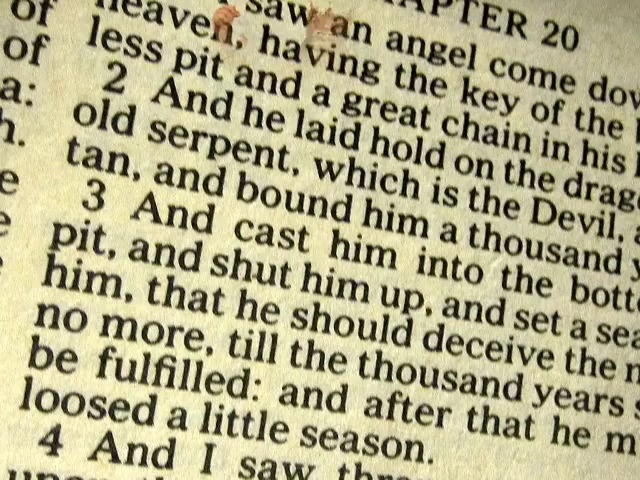 of
of
a:
h.
e
e
CHAPTER 20
saw an angel come dow
heaven, having the key of the
less pit and a great chain in his
2 And he laid hold on the drag
old serpent, which is the Devil, a
tan, and bound him a thousand y
3 And cast him into the bott
pit, and shut him up, and set a sea
him, that he should deceive the n
no more, till the thousand years
be fulfilled: and after that he m
loosed a little season.
4 And I saw thr